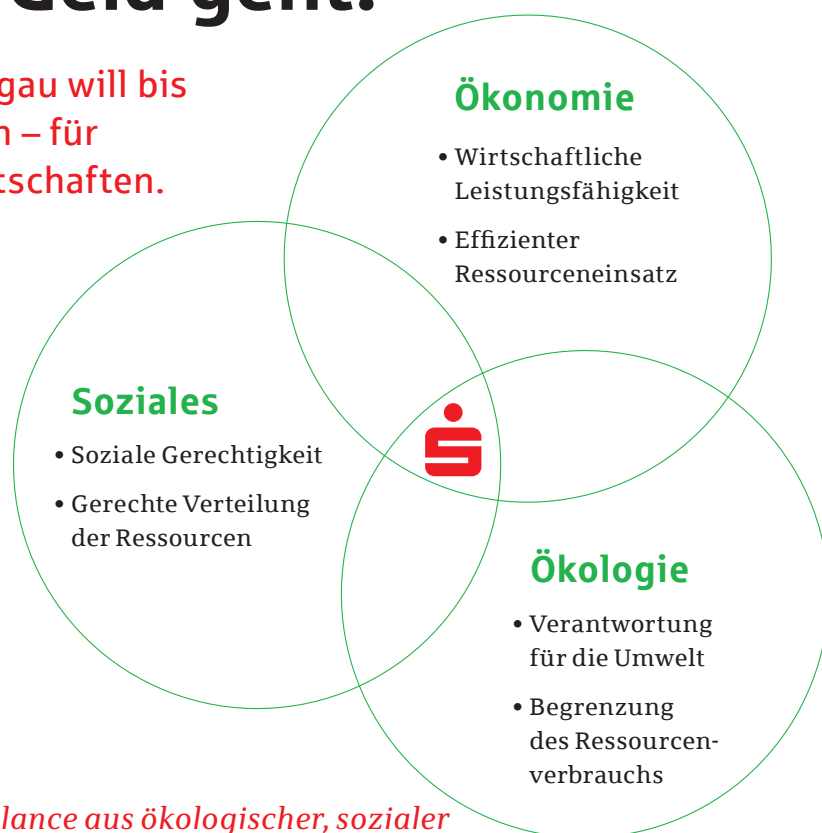 Geld geht.
gau will bis
– für
tschaften.
Ökonomie
• Wirtschaftliche
Leistungsfähigkeit
• Effizienter
Ressourceneinsatz
Soziales
• Soziale Gerechtigkeit
• Gerechte Verteilung
der Ressourcen
Ökologie
• Verantwortung
für die Umwelt
• Begrenzung
des Ressourcen-
verbrauchs
lance aus ökologischer, sozialer